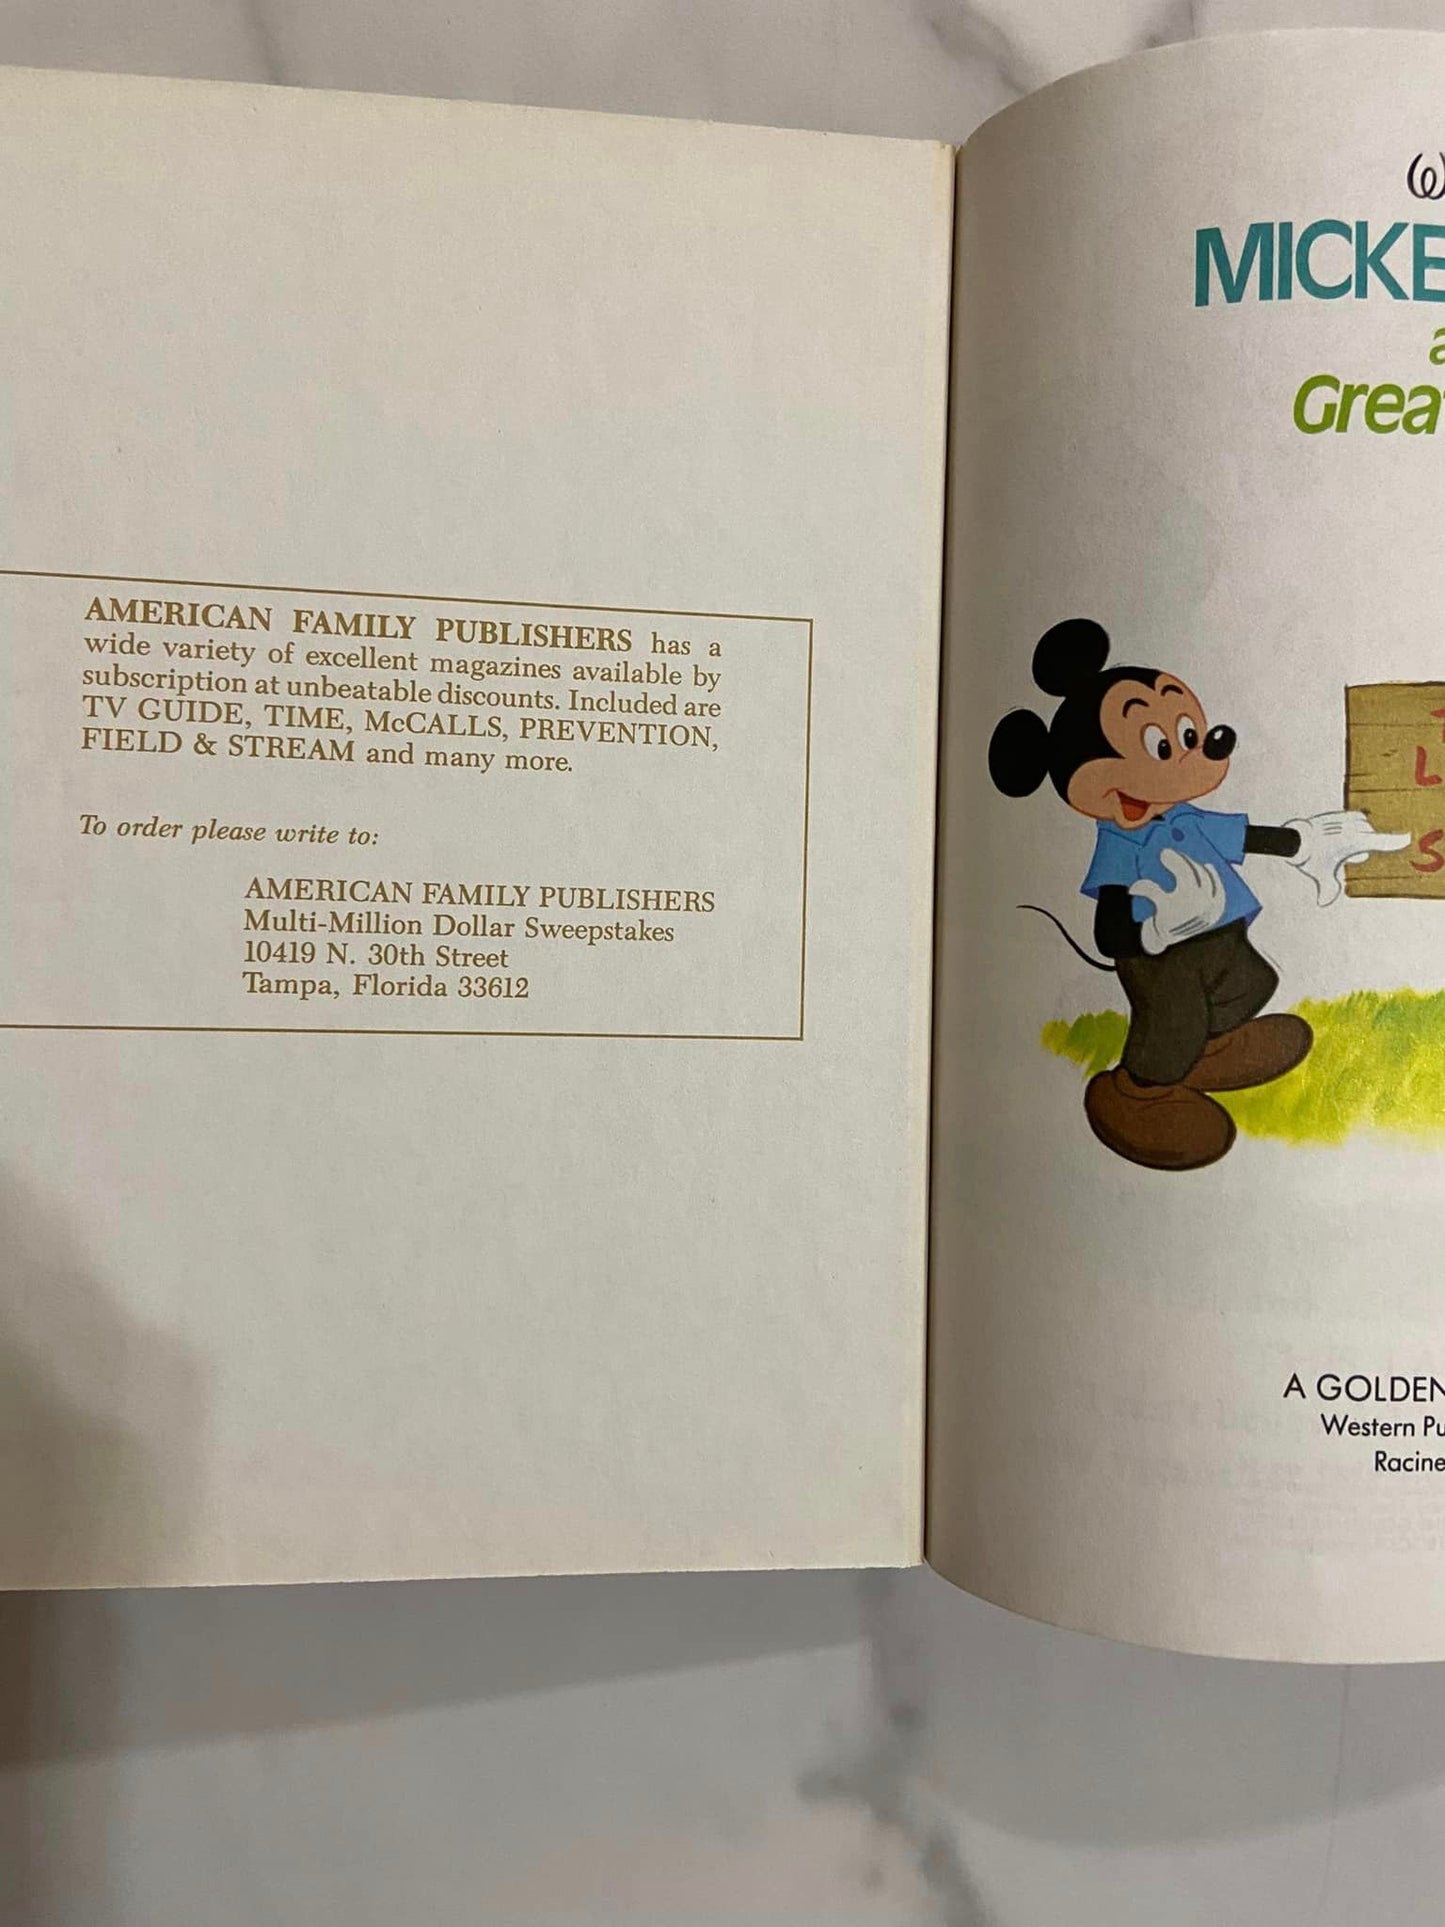 AMERICAN FAMILY PUBLISHERS has a
wide variety of excellent magazines available by
subscription at unbeatable discounts. Included are
TV GUIDE, TIME, McCALLS, PREVENTION,
FIELD & STREAM and many more.
To order please write to:
AMERICAN FAMILY PUBLISHERS
Multi-Million Dollar Sweepstakes
10419 N. 30th Street
Tampa, Florida 33612
MICKE
Grea
A GOLDEN
Western Pu
Racine